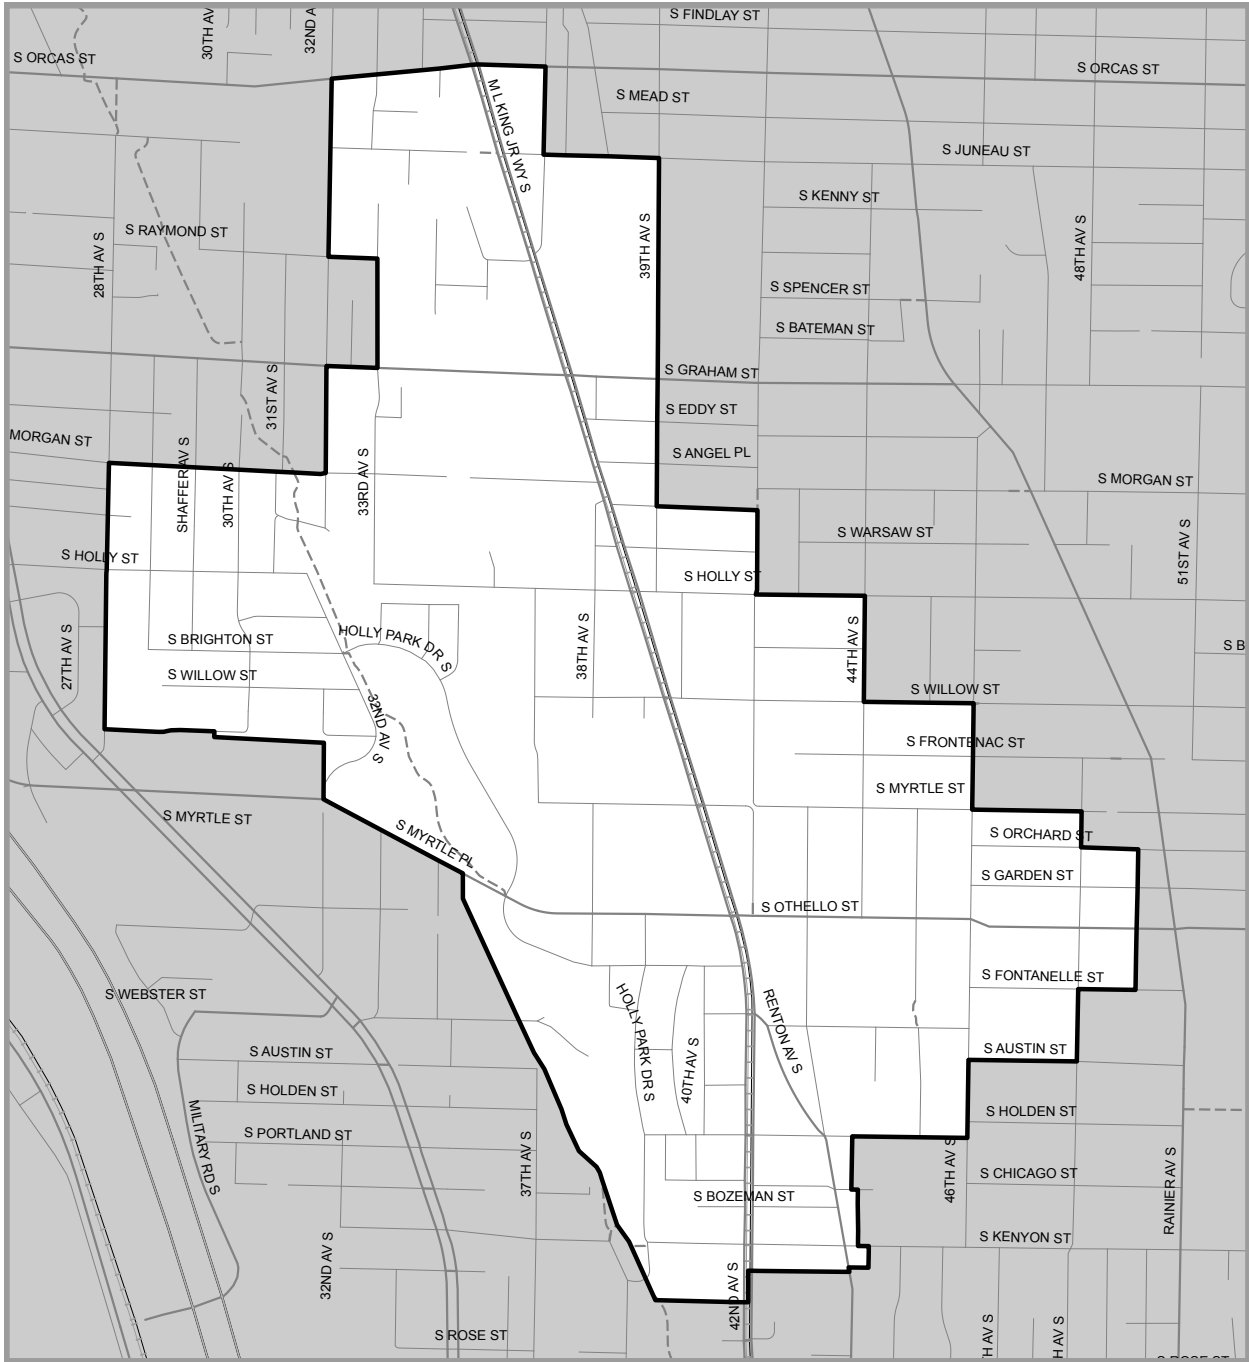 S FINDLAY ST
30TH AV
32ND A
S ORCAS ST
S ORCAS ST
M L KING JR WY S
S MEAD ST
S JUNEAU ST
S KENNY ST
S RAYMOND ST
28TH AV S
39TH AV S
48TH AV S
S SPENCER ST
S BATEMAN ST
S GRAHAM ST
31ST AV S
S EDDY ST
MORGAN ST
SHAFFER AV S
30TH AV S
33RD AV S
S ANGEL PL
S MORGAN ST
S WARSAW ST
51ST AV S
S HOLLY ST
S HOLLY ST
27TH AV S
S BRIGHTON ST
HOLLY PARK DR S
38TH AV S
44TH AV S
S B
S WILLOW ST
S WILLOW ST
32ND AV S
S FRONTENAC ST
S MYRTLE ST
S MYRTLE ST
S MYRTLE PL
S ORCHARD ST
S GARDEN ST
S OTHELLO ST
S WEBSTER ST
HOLLY PARK DR S
RENTON AV S
S FONTANELLE ST
S AUSTIN ST
40TH AV S
S AUSTIN ST
S HOLDEN ST
S HOLDEN ST
MILITARY RD S
S PORTLAND ST
37TH AV S
46TH AV S
S CHICAGO ST
RAINIER AV S
S BOZEMAN ST
32ND AV S
S KENYON ST
42ND AV S
S ROSE ST
H AV S
H AV S